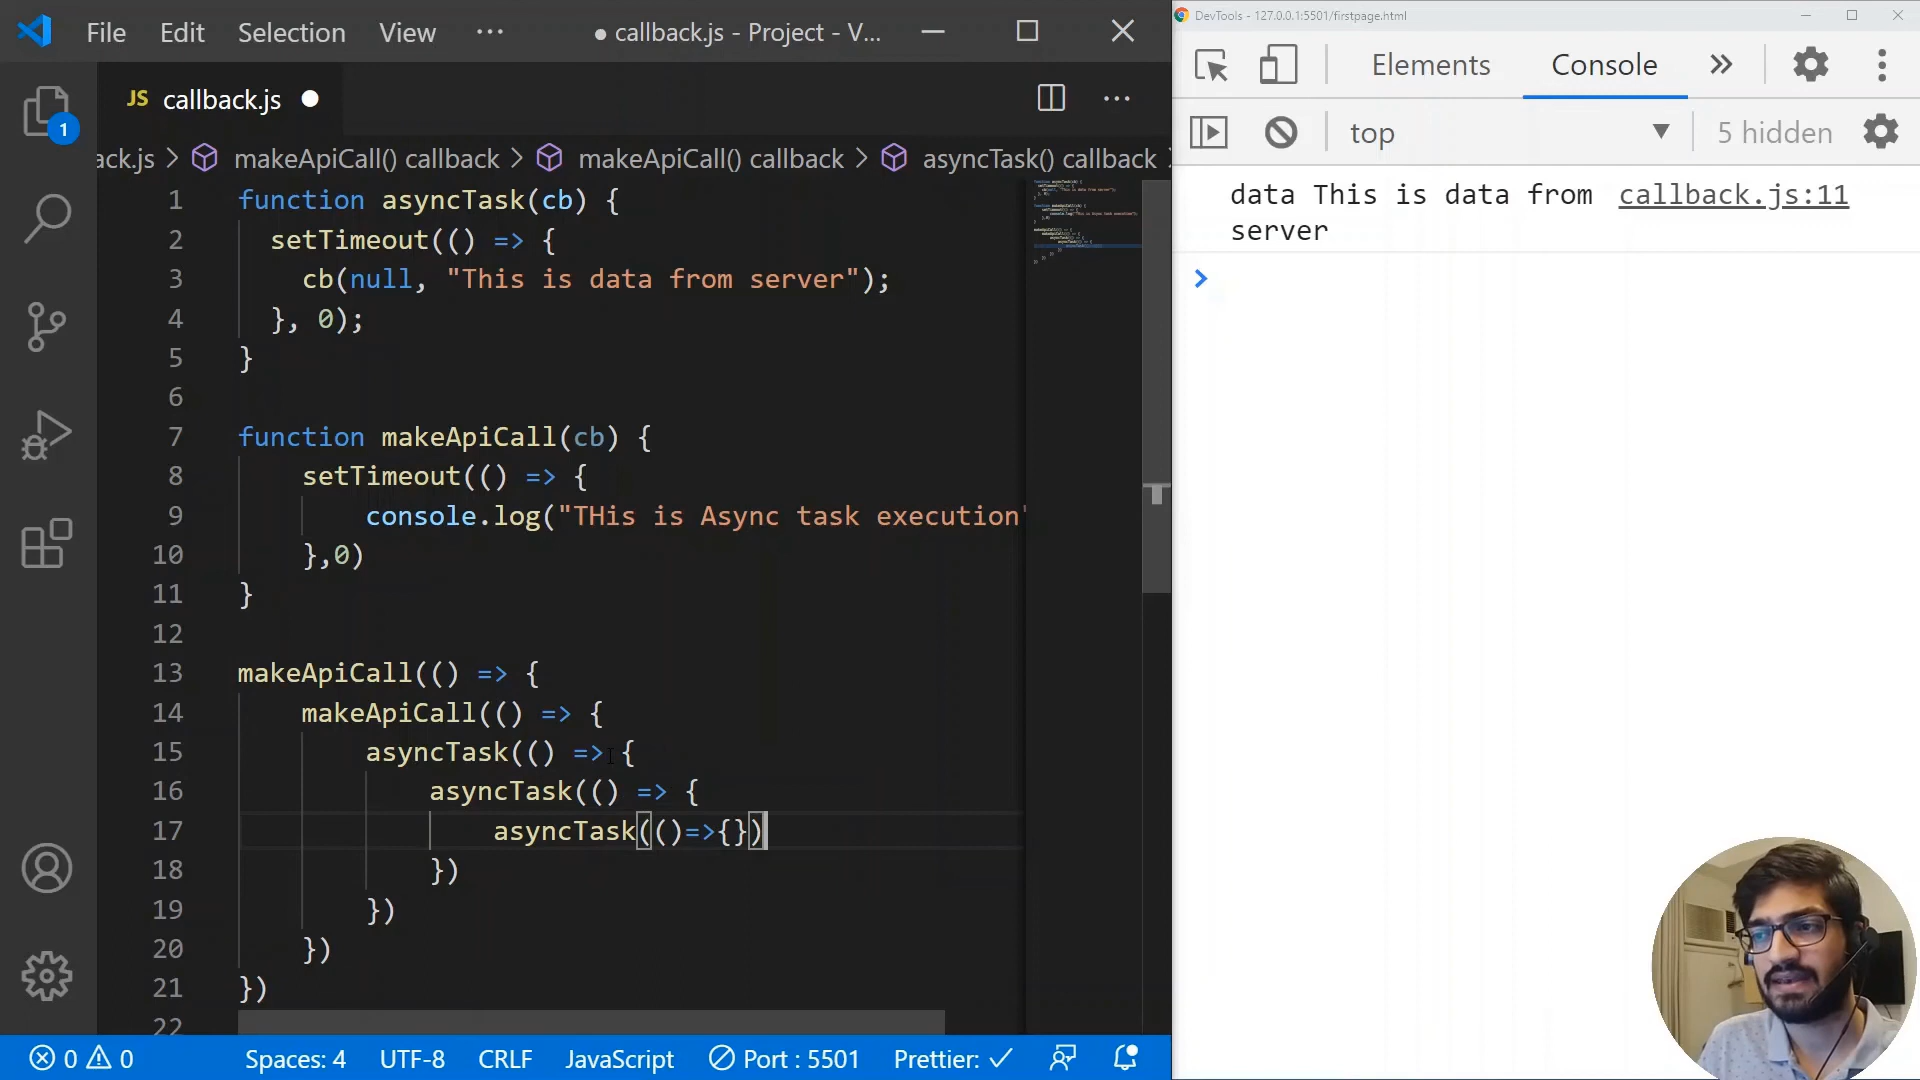 File Edit Selection View ··· ● callback.js - Project - V...
JS callback.js ●
ack.js > makeApiCall() callback > makeApiCall() callback > asyncTask() callback
1 function asyncTask(cb) {
2 setTimeout(() => {
3 cb(null, "This is data from server");
4 }, 0);
5 }
6
7 function makeApiCall(cb) {
8 setTimeout(() => {
9 console.log("THis is Async task execution"
10 },0)
11 }
12
13 makeApiCall(() => {
14 makeApiCall(() => {
15 asyncTask(() => {
16 asyncTask(() => {
17 asyncTask(()=>{})
18 })
19 })
20 })
21 })
22
1
0 0 Spaces: 4 UTF-8 CRLF JavaScript Port : 5501 Prettier: ✓
DevTools - 127.0.0.1:5501/firstpage.html
Elements Console »
top ▼ 5 hidden
data This is data from callback.js:11
server
>